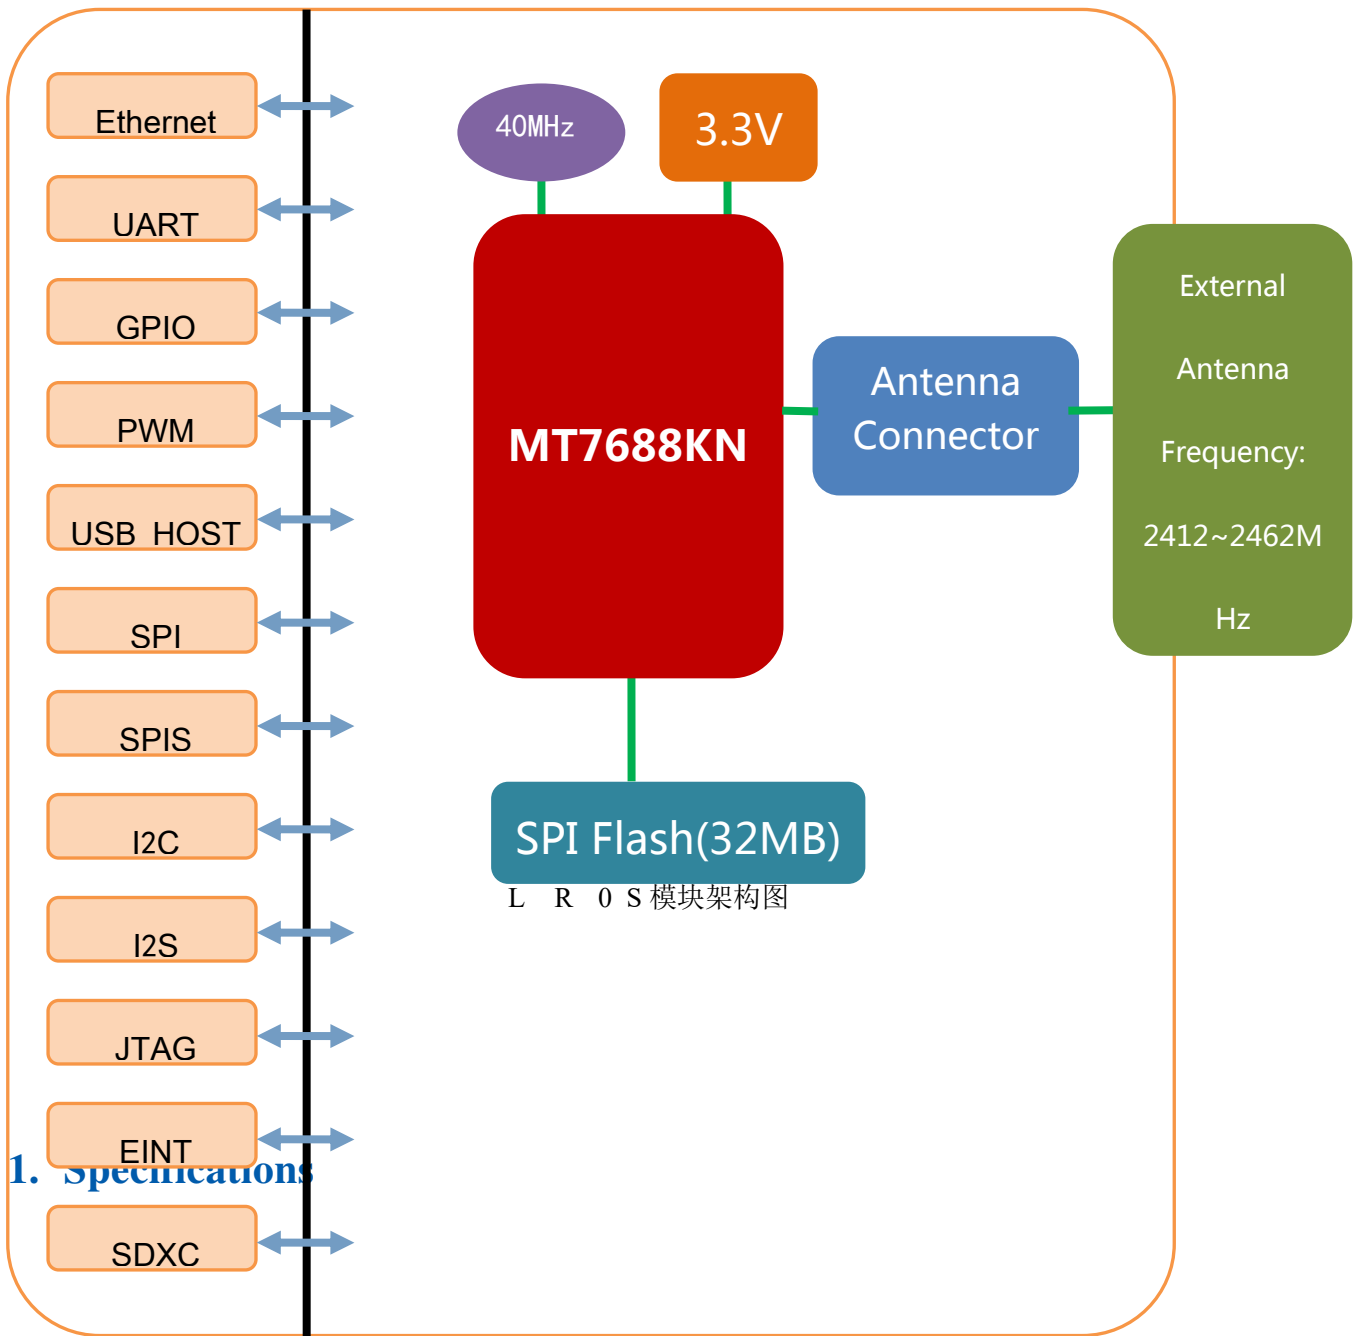 Ethernet
UART
GPIO
PWM
USB HOST
SPI
SPIS
I2C
I2S
JTAG
EINT
1. Specifications
SDXC
40MHz
3.3V
MT7688KN
Antenna
Connector
External
Antenna
Frequency:
2412~2462M
Hz
SPI Flash(32MB)
L R 0 S 模块架构图